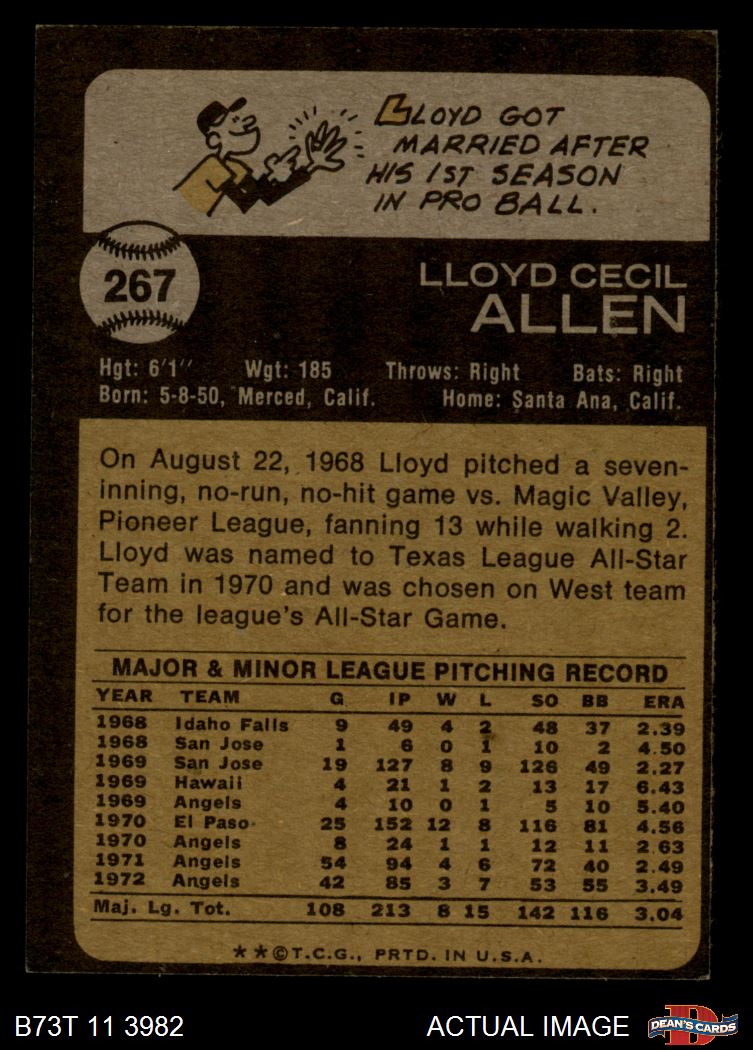 LLOYD GOT
MARRIED AFTER
HIS 1ST SEASON
IN PRO BALL.
267
LLOYD CECIL
ALLEN
Hgt: 6'1" Wgt: 185 Throws: Right Bats: Right
Born: 5-8-50, Merced, Calif. Home: Santa Ana, Calif.
On August 22, 1968 Lloyd pitched a seven-
inning, no-run, no-hit game vs. Magic Valley,
Pioneer League, fanning 13 while walking 2.
Lloyd was named to Texas League All-Star
Team in 1970 and was chosen on West team
for the league's All-Star Game.
MAJOR & MINOR LEAGUE PITCHING RECORD
YEAR TEAM G IP W L SO BB ERA
1968 Idaho Falls 9 49 4 2 48 37 2.39
1968 San Jose 1 6 0 1 10 2 4.50
1969 San Jose 19 127 8 9 126 49 2.27
1969 Hawaii 4 21 1 2 13 17 6.43
1969 Angels 4 10 0 1 5 10 5.40
1970 El Paso 25 152 12 8 116 81 4.56
1970 Angels 8 24 1 1 12 11 2.63
1971 Angels 54 94 4 6 72 40 2.49
1972 Angels 42 85 3 7 53 55 3.49
Maj. Lg. Tot. 108 213 8 15 142 116 3.04
**©T.C.G., PRTD. IN U.S.A.
B73T 11 3982 ACTUAL IMAGE
D
DEAN'S CARDS